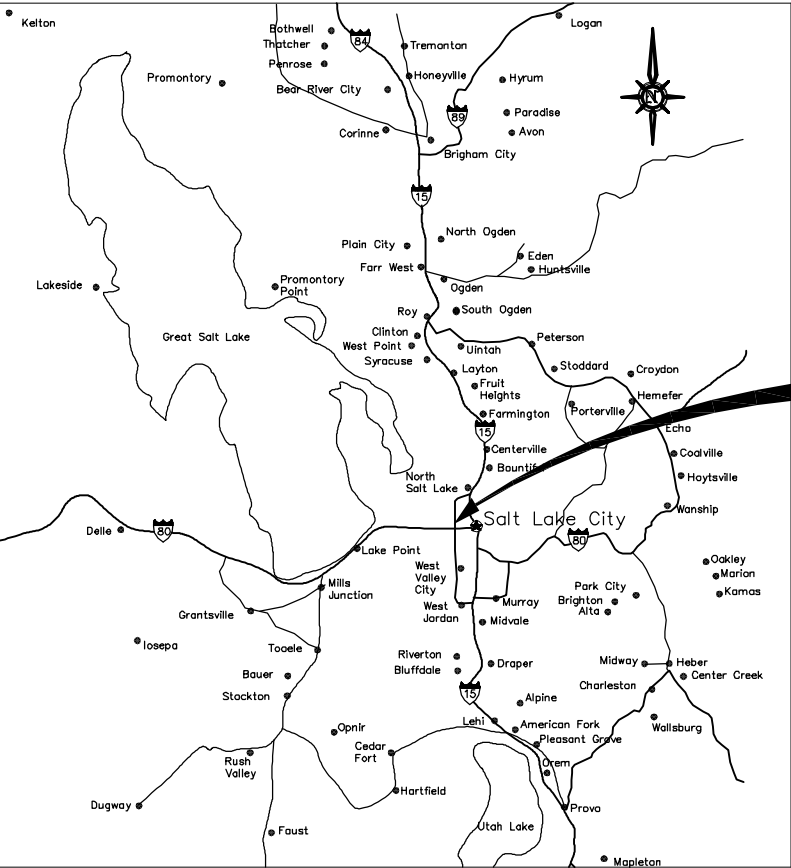 Kelton
Bothwell
Logan
84
Thatcher
Tremonton
Penrose
Honeyville
Promontory
Hyrum
Bear River City
N
Paradise
89
Corinne
Avon
Brigham City
15
North Ogden
Plain City
Eden
Farr West
Huntsville
Lakeside
Promontory
Point
Ogden
Roy
South Ogden
Great Salt Lake
Clinton
Peterson
West Point
Uintah
Syracuse
Stoddard
Croydon
Layton
Fruit
Heights
Hemefer
Porterville
Farmington
15
Echo
Centerville
Coalville
Bountif
North
Salt Lake
Hoytsville
Wanship
Salt Lake City
Delle
80
80
Lake Point
Oakley
West
Valley
City
Marion
Mills
Junction
Park City
Kamas
Brighton
Murray
Grantsville
West
Jordan
Alta
Midvale
Iosepa
Tooele
Riverton
Draper
Midway
Heber
Bluffdale
Bauer
Center Creek
Charleston
Stockton
15
Alpine
Lehi
American Fork
Wallsburg
Opnir
Pleasant Grove
Cedar
Fort
Rush
Valley
Orem
Hartfield
Dugway
Provo
Faust
Utah Lake
Mapleton